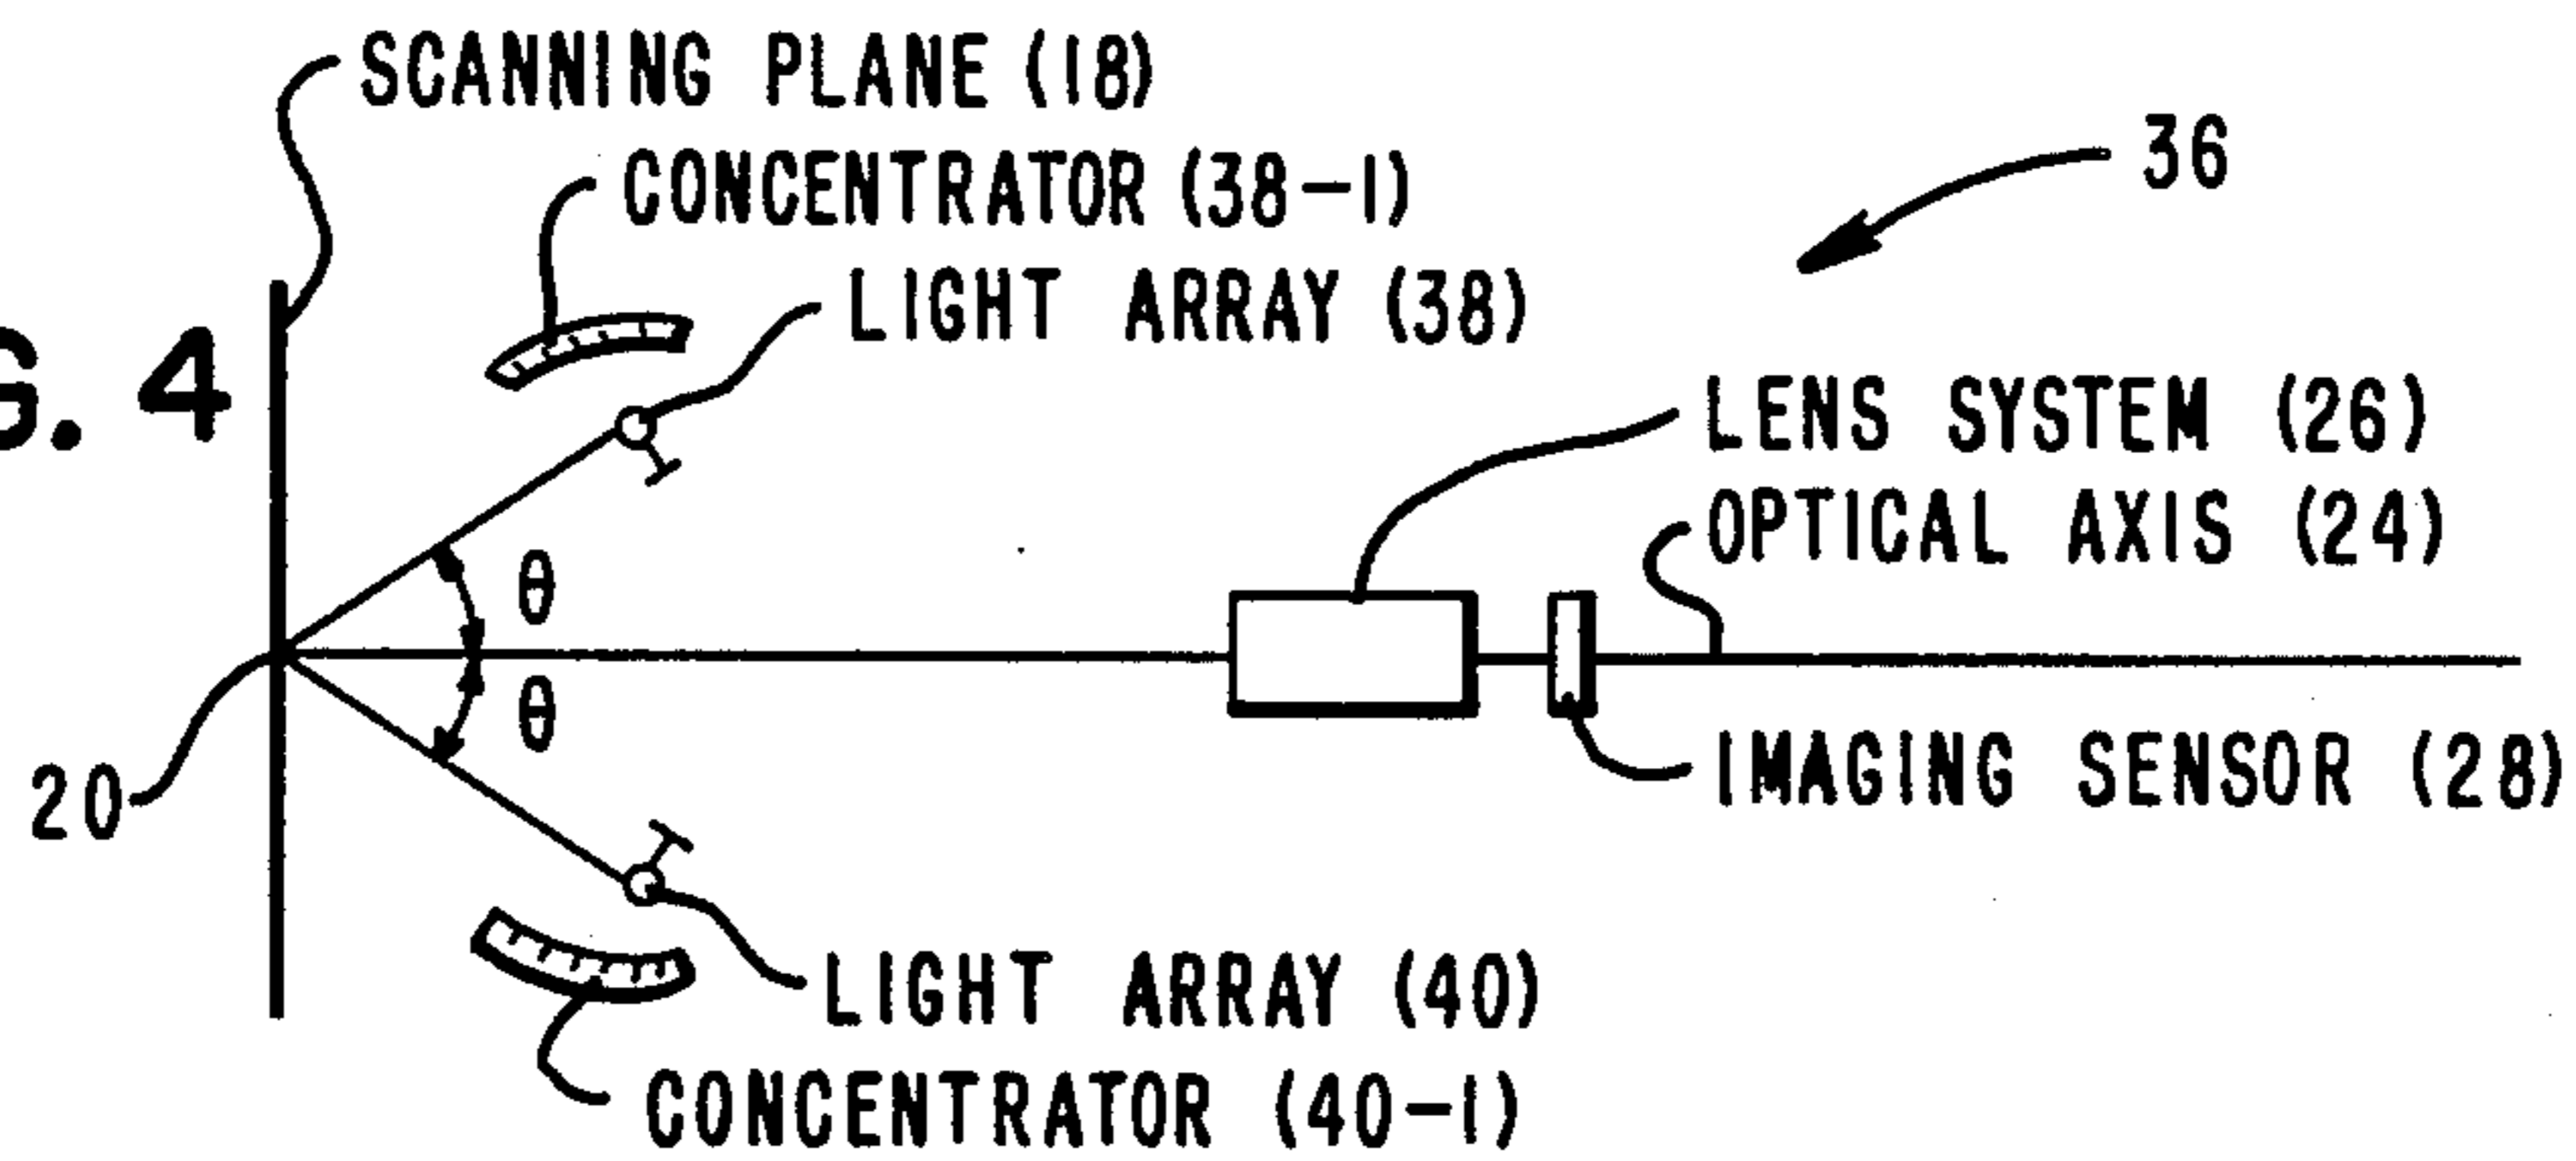 SCANNING PLANE (18)
CONCENTRATOR (38-1)
36
LIGHT ARRAY (38)
G. 4
LENS SYSTEM (26)
OPTICAL AXIS (24)
θ
θ
IMAGING SENSOR (28)
20
LIGHT ARRAY (40)
CONCENTRATOR (40-1)